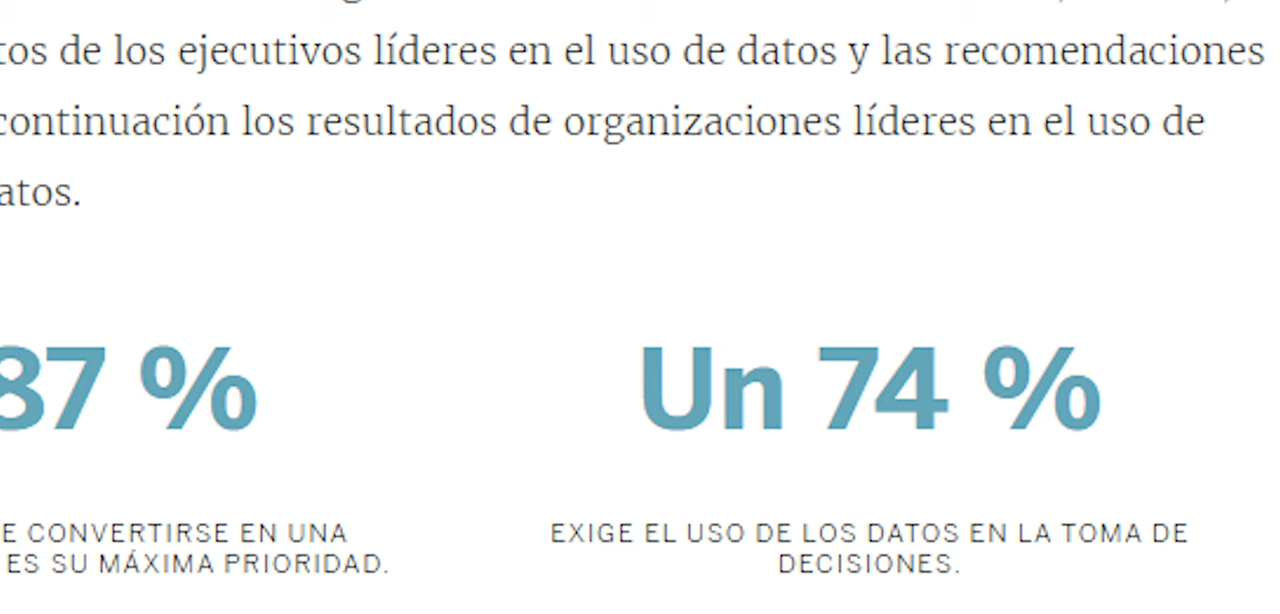 tos de los ejecutivos líderes en el uso de datos y las recomendaciones
continuación los resultados de organizaciones líderes en el uso de
atos.
87 %
Un 74 %
E CONVERTIRSE EN UNA
ES SU MÁXIMA PRIORIDAD.
EXIGE EL USO DE LOS DATOS EN LA TOMA DE
DECISIONES.